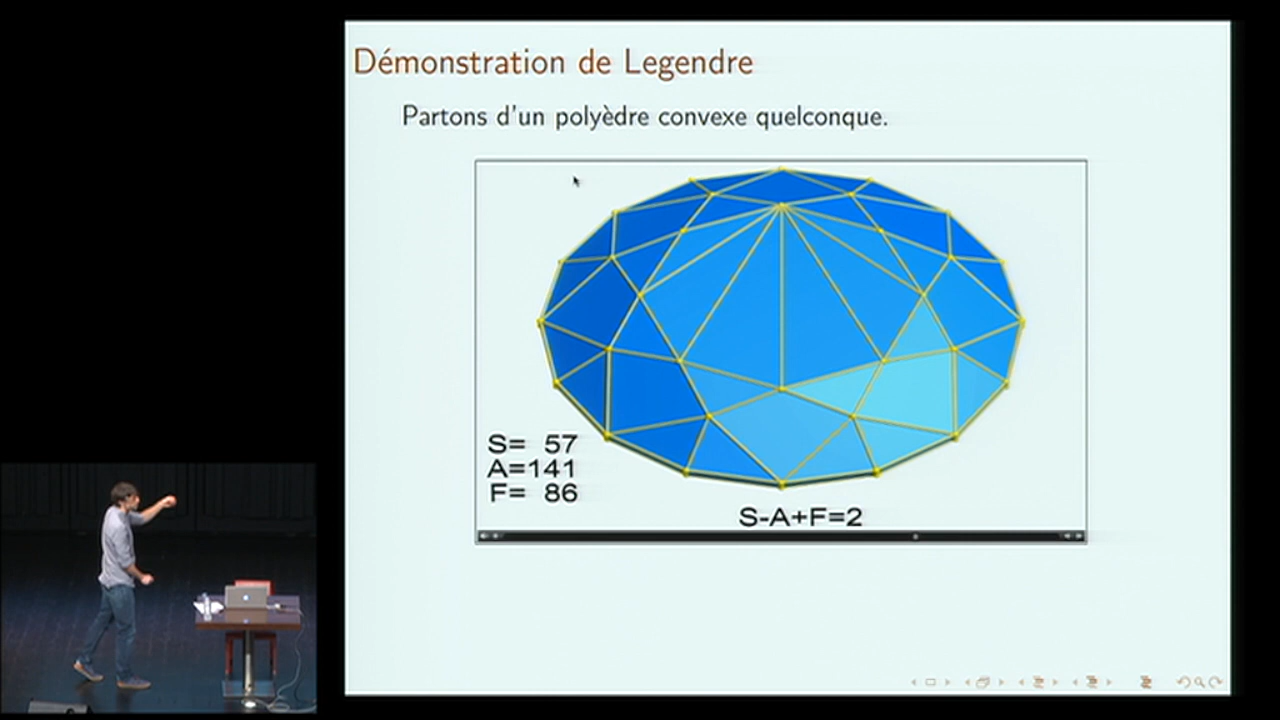 Démonstration de Legendre
Partons d'un polyèdre convexe quelconque.
S= 57
A=141
F= 86
S-A+F=2